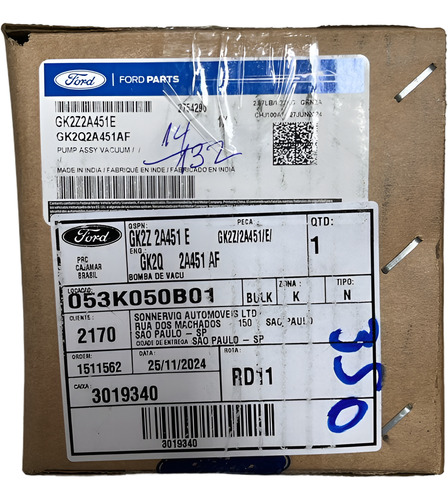 Ford | FORD PARTS
GK2Z2A451E
GK2Q2A451AF
PUMP ASSY VACUUM / /
MADE IN INDIA / FABRIQUÉ EN INDE / FABRICADO EN INDIA
14
132
Ford
PRC
CAJAMAR
BRASIL
QSPN:
GK2Z 2A451 E
PECA
GK2Z/2A451/E/
ENG
GK2Q 2A451 AF
BOMBA DE VACU
QTD:
1
LOCACAO
053K050B01
BULK
ZONA:
K
TIPO:
N
CLIENTE:
2170
SONNERVIG AUTOMOVEIS LTD
RUA DOS MACHADOS 150 SAO PAULO
SAO PAULO - SP
CIDADE DE ENTREGA SAO PAULO - SP
ORDEM:
1511562
25/11/2024
ROTA:
RD11
CAIXA
3019340
3019340
350